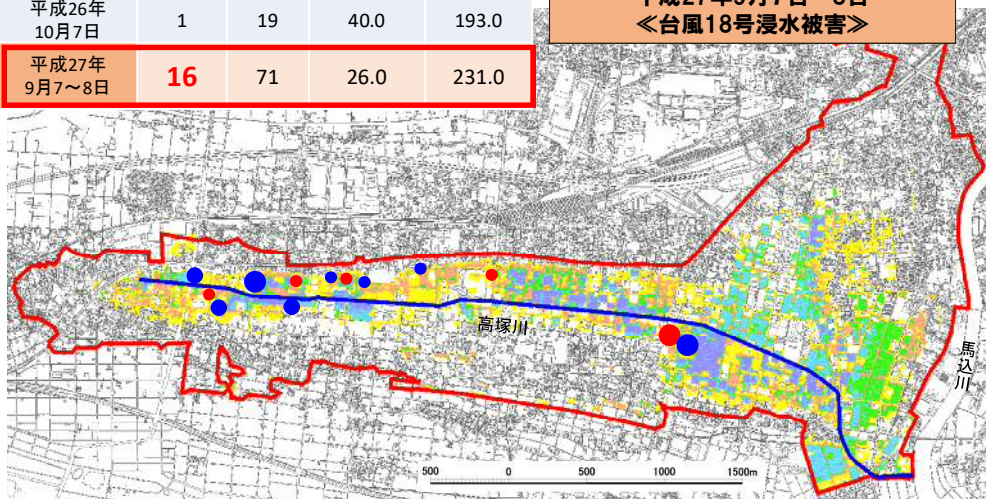 平成26年
10月7日 1 19 40.0 193.0
≪台風18号浸水被害≫
平成27年
9月7～8日 16 71 26.0 231.0
高塚川
馬込川
500 0 500 1000 1500m